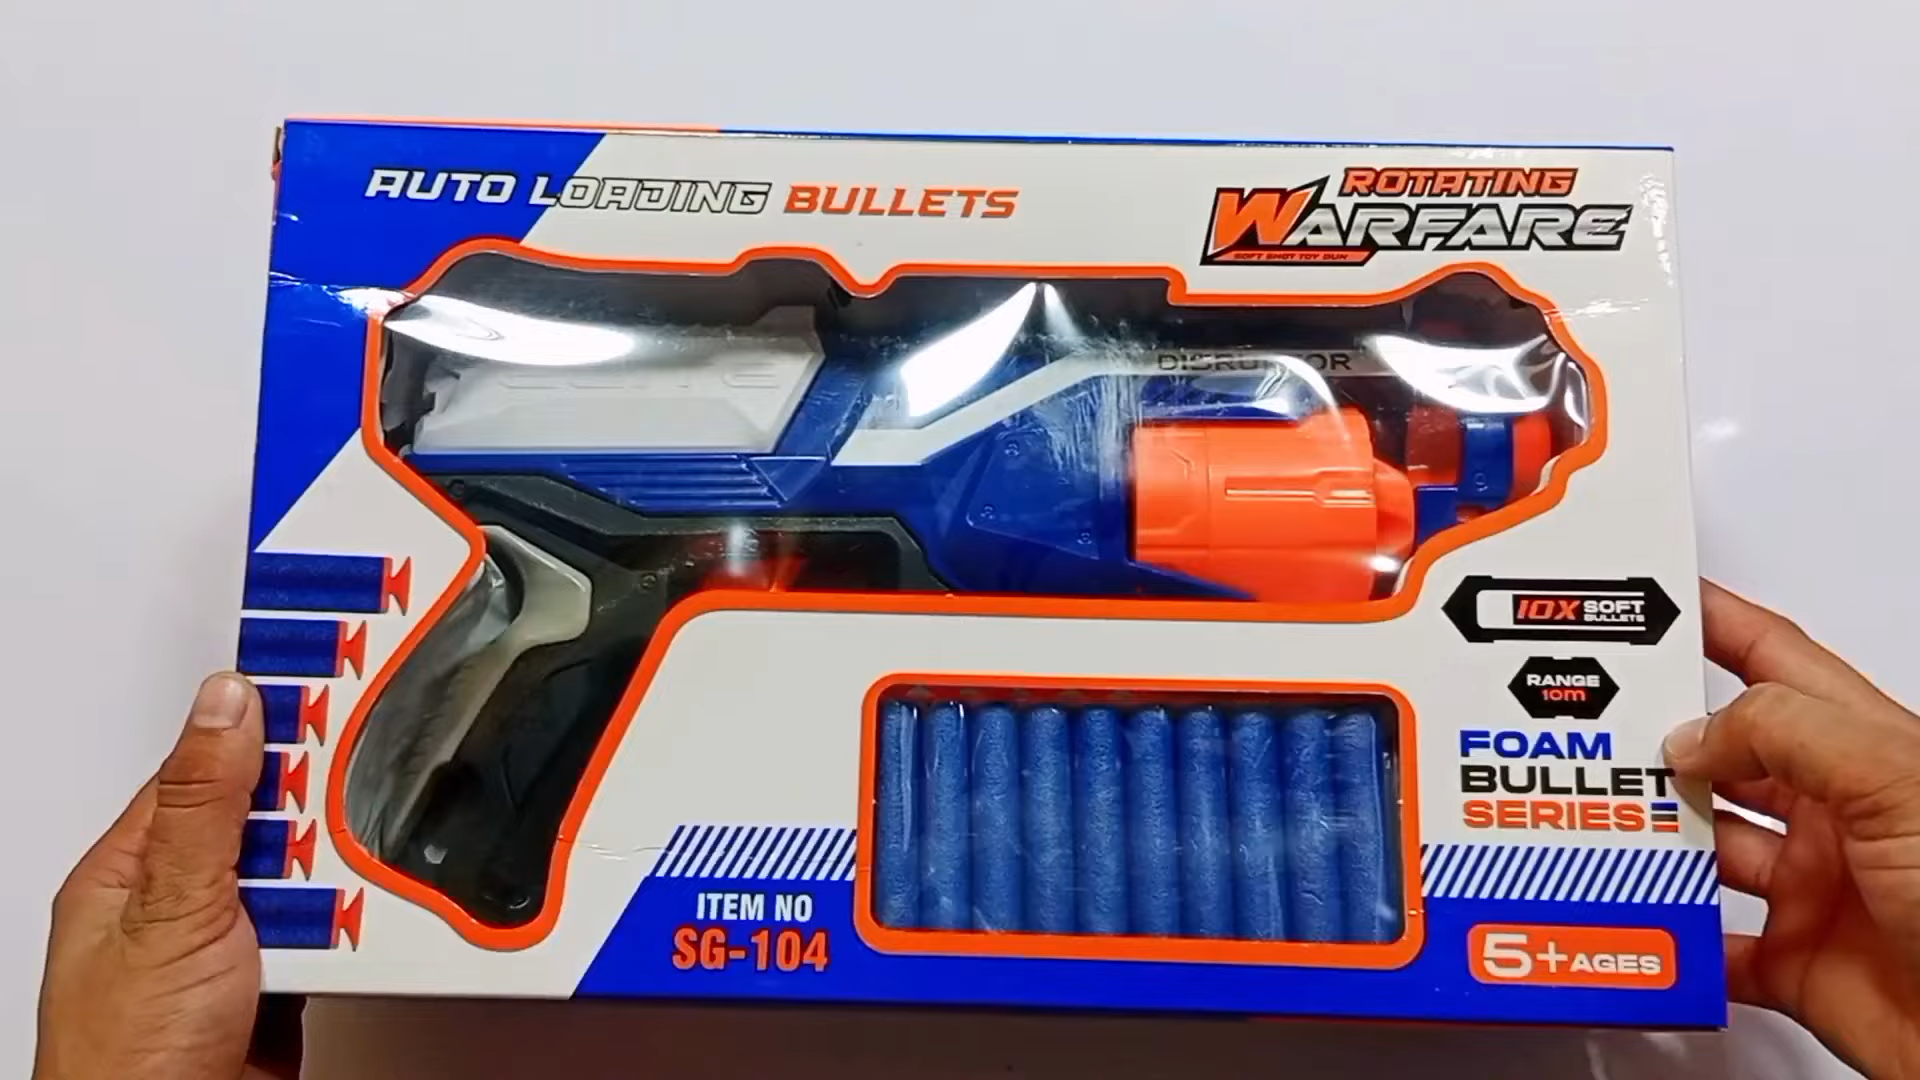 AUTO LOADING BULLETS
ROTATING
WARFARE
SOFT SHOT TOY GUN
ELITE
DISRUPTOR
10X SOFT
BULLETS
RANGE
10m
FOAM
BULLET
SERIES
ITEM NO
SG-104
5+AGES